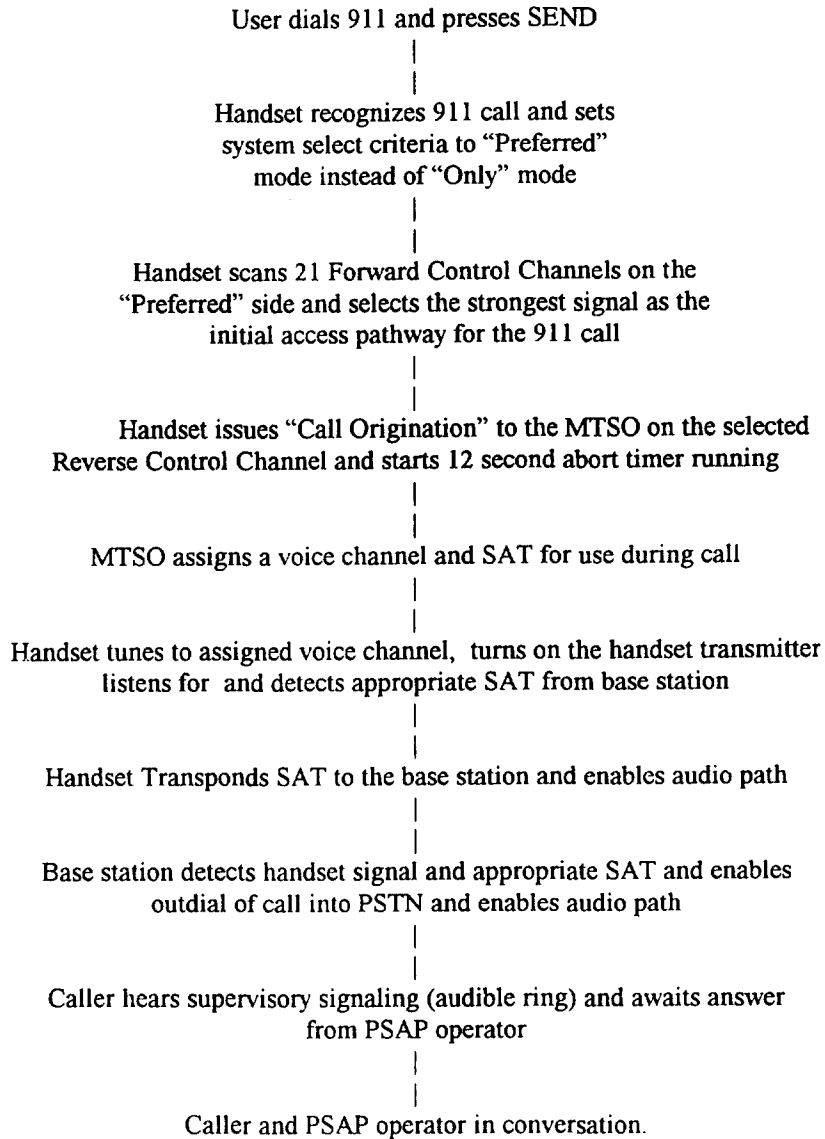 User dials 911 and presses SEND
Handset recognizes 911 call and sets
system select criteria to “Preferred”
mode instead of “Only” mode
Handset scans 21 Forward Control Channels on the
“Preferred” side and selects the strongest signal as the
initial access pathway for the 911 call
Handset issues “Call Origination” to the MTSO on the selected
Reverse Control Channel and starts 12 second abort timer running
MTSO assigns a voice channel and SAT for use during call
Handset tunes to assigned voice channel, turns on the handset transmitter
listens for and detects appropriate SAT from base station
Handset Transponds SAT to the base station and enables audio path
Base station detects handset signal and appropriate SAT and enables
outdial of call into PSTN and enables audio path
Caller hears supervisory signaling (audible ring) and awaits answer
from PSAP operator
Caller and PSAP operator in conversation.